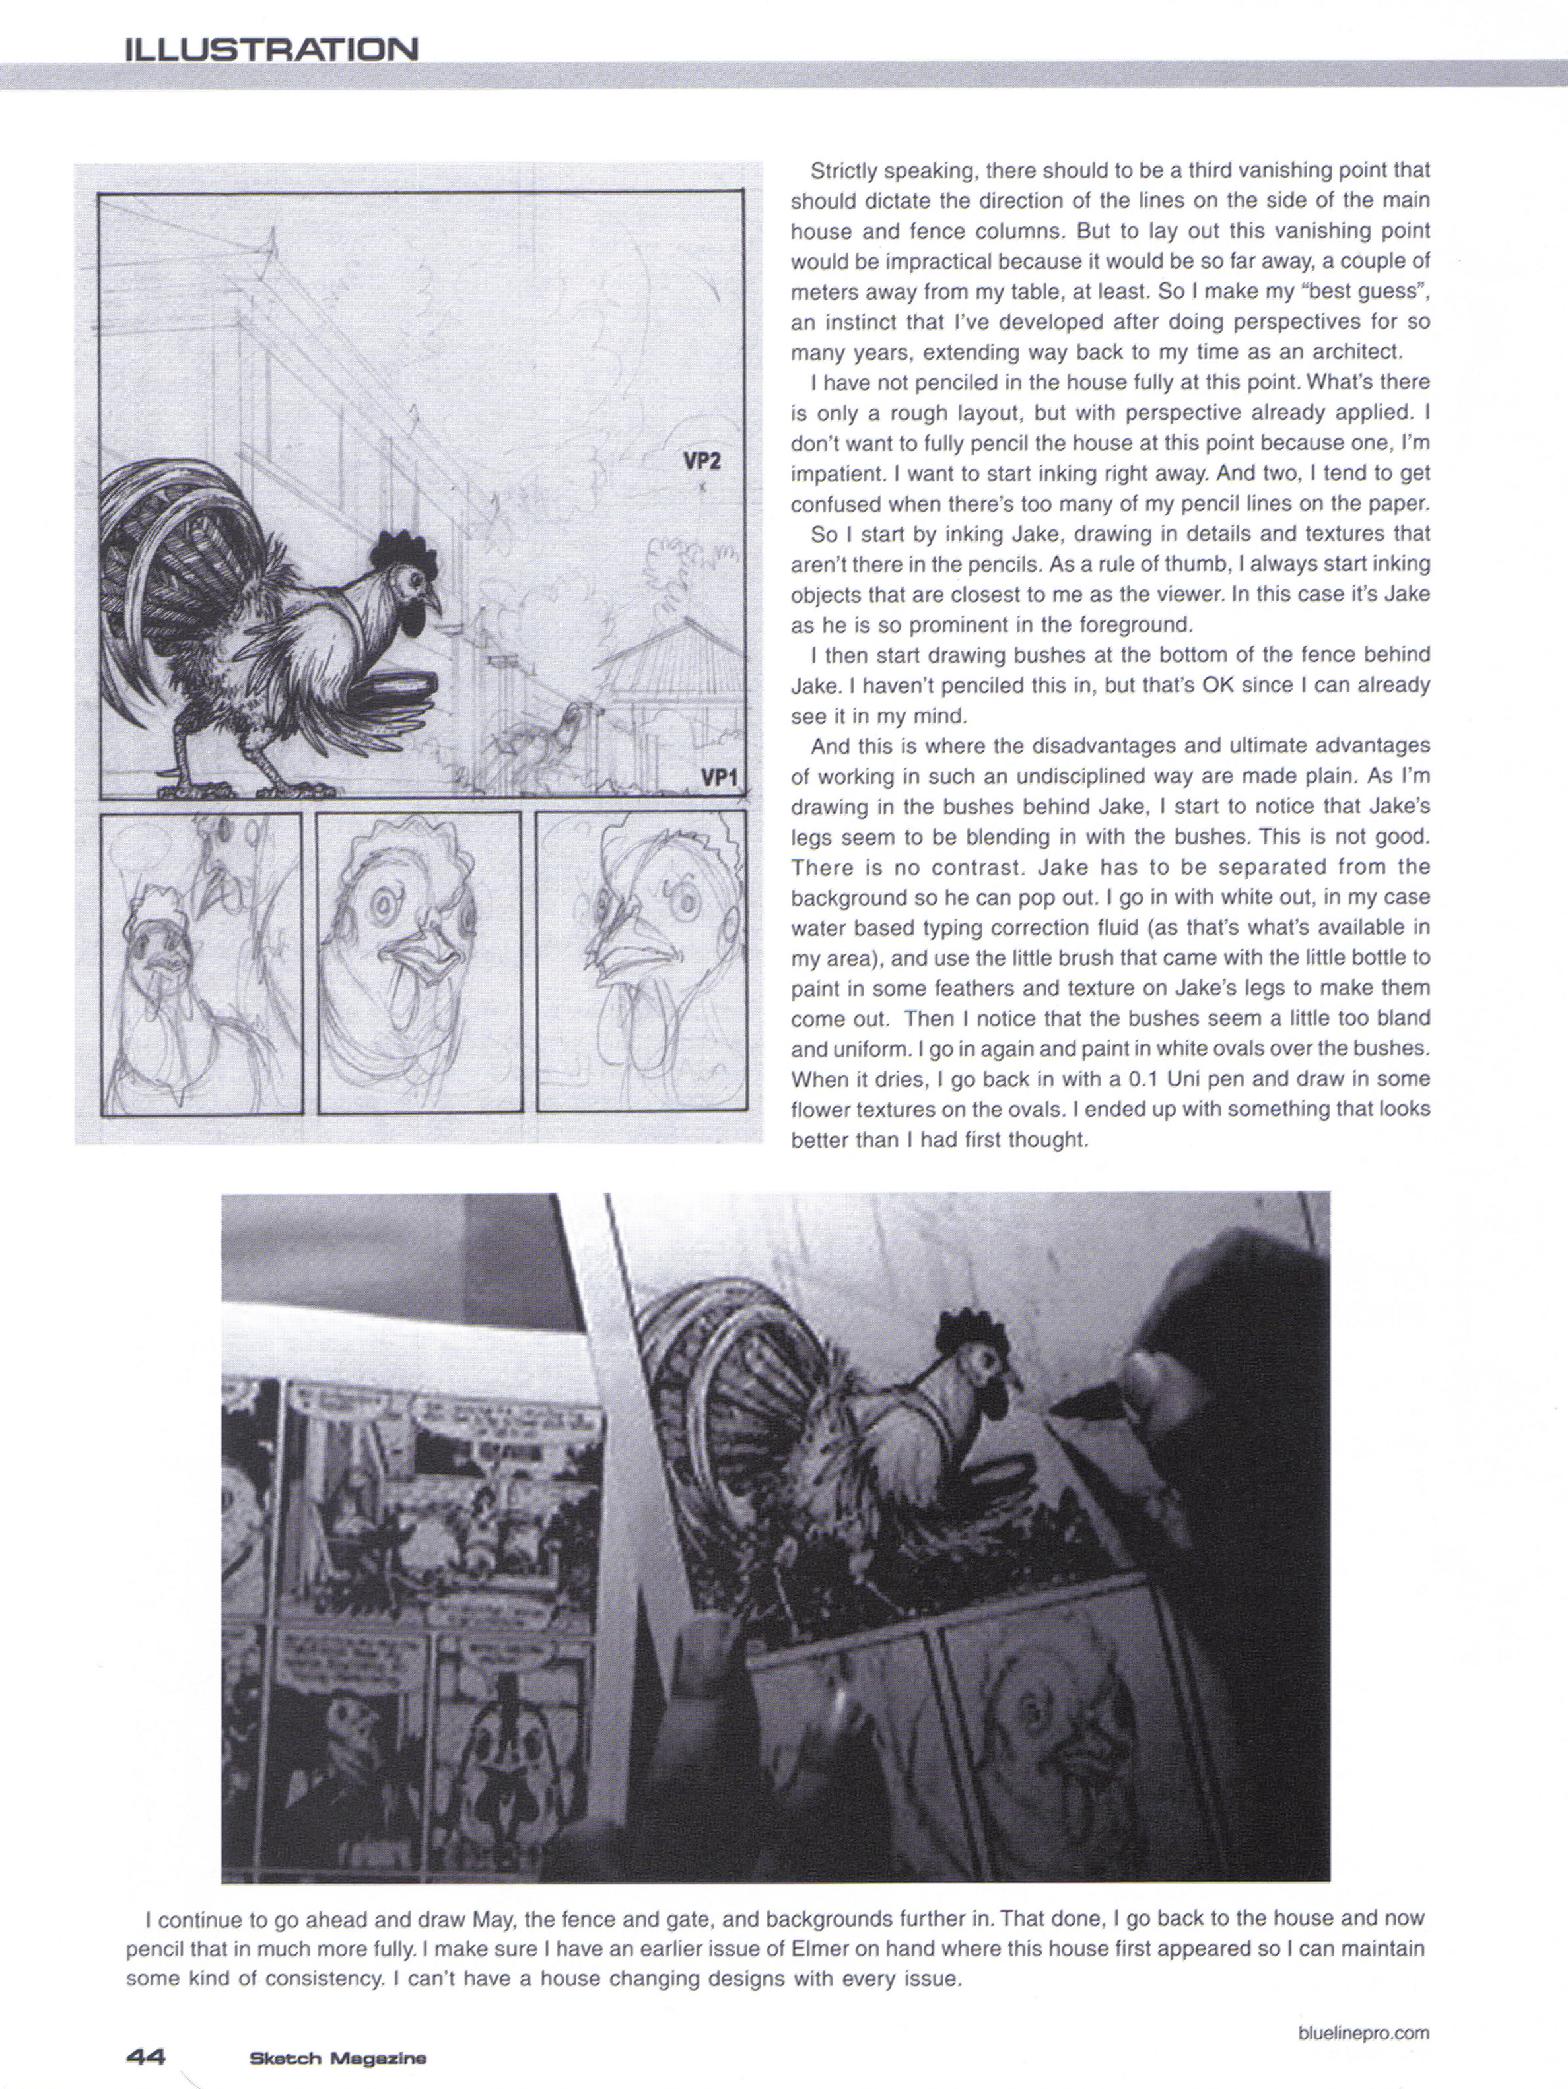 ILLUSTRATION
VP2
VP1
Strictly speaking, there should to be a third vanishing point that
should dictate the direction of the lines on the side of the main
house and fence columns. But to lay out this vanishing point
would be impractical because it would be so far away, a couple of
meters away from my table, at least. So I make my “best guess”,
an instinct that I've developed after doing perspectives for so
many years, extending way back to my time as an architect.
I have not penciled in the house fully at this point. What's there
is only a rough layout, but with perspective already applied. I
don't want to fully pencil the house at this point because one, I'm
impatient. I want to start inking right away. And two, I tend to get
confused when there's too many of my pencil lines on the paper.
So I start by inking Jake, drawing in details and textures that
aren't there in the pencils. As a rule of thumb, I always start inking
objects that are closest to me as the viewer. In this case it's Jake
as he is so prominent in the foreground.
I then start drawing bushes at the bottom of the fence behind
Jake. I haven't penciled this in, but that's OK since I can already
see it in my mind.
And this is where the disadvantages and ultimate advantages
of working in such an undisciplined way are made plain. As I'm
drawing in the bushes behind Jake, I start to notice that Jake's
legs seem to be blending in with the bushes. This is not good.
There is no contrast. Jake has to be separated from the
background so he can pop out. I go in with white out, in my case
water based typing correction fluid (as that's what's available in
my area), and use the little brush that came with the little bottle to
paint in some feathers and texture on Jake's legs to make them
come out. Then I notice that the bushes seem a little too bland
and uniform. I go in again and paint in white ovals over the bushes.
When it dries, I go back in with a 0.1 Uni pen and draw in some
flower textures on the ovals. I ended up with something that looks
better than I had first thought.
I continue to go ahead and draw May, the fence and gate, and backgrounds further in. That done, I go back to the house and now
pencil that in much more fully. I make sure I have an earlier issue of Elmer on hand where this house first appeared so I can maintain
some kind of consistency. I can't have a house changing designs with every issue.
bluelinepro.com
44 Sketch Magazine